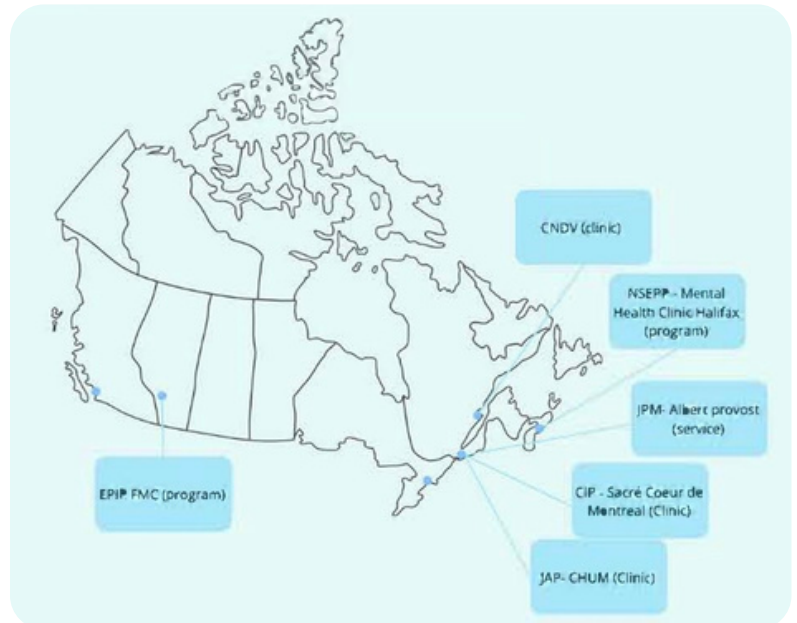 CNDV (clinic)
NSEPP - Mental
Health Clinic Halifax
(program)
JPM- Albert provost
(service)
EPIP FMC (program)
CIP - Sacré Coeur de
Montreal (Clinic)
JAP- CHUM (Clinic)